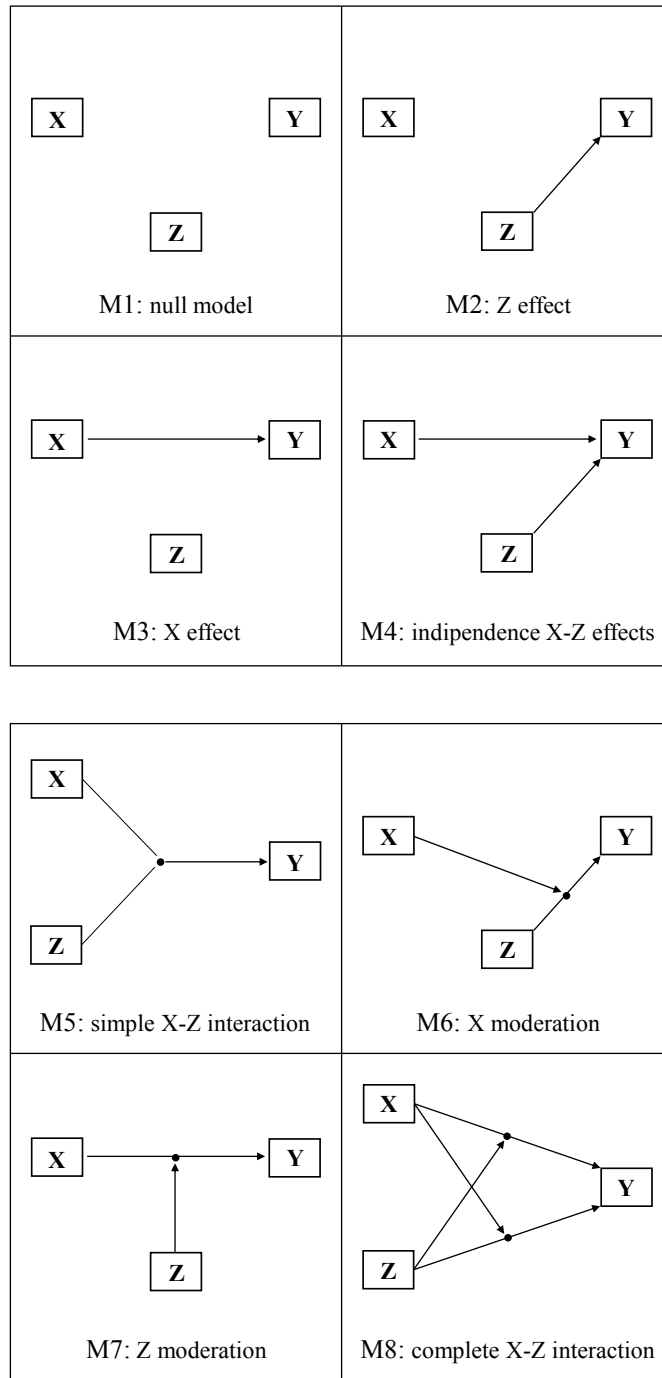 X Y
Z
M1: null model
X Y
Z
M2: Z effect
X Y
Z
M3: X effect
X Y
Z
M4: indipendence X-Z effects
X
Y
Z
M5: simple X-Z interaction
X Y
Z
M6: X moderation
X Y
Z
M7: Z moderation
X
Y
Z
M8: complete X-Z interaction